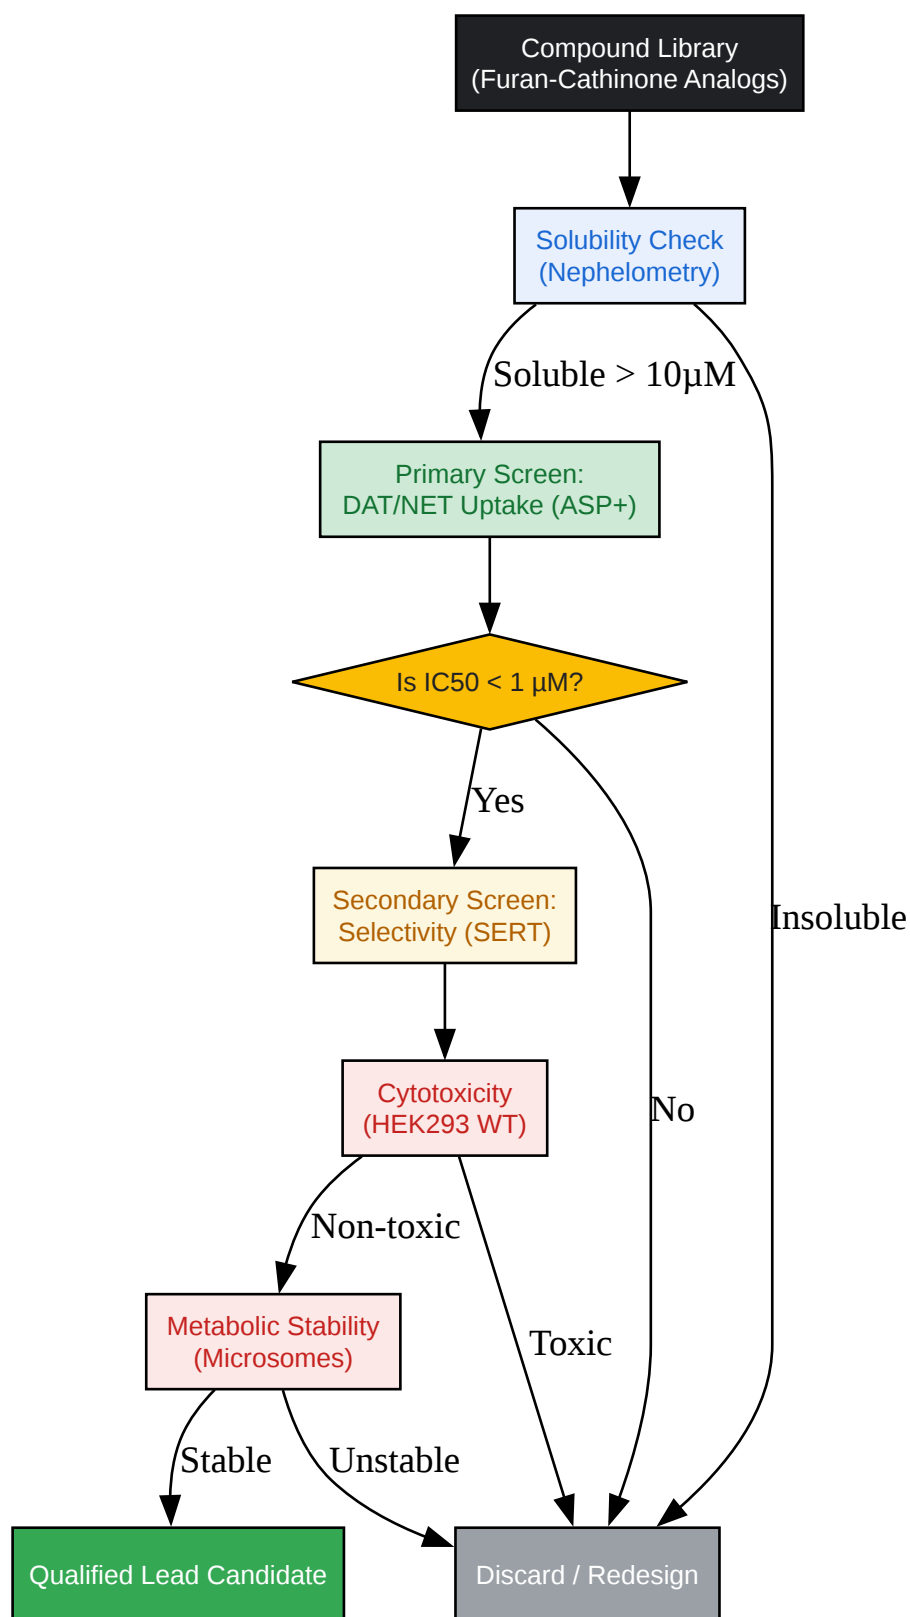 Compound Library
(Furan-Cathinone Analogs)
Solubility Check
(Nephelometry)
Soluble > 10µM
Primary Screen:
DAT/NET Uptake (ASP+)
Is IC50 < 1 µM?
Yes
Secondary Screen:
Selectivity (SERT)
Insoluble
Cytotoxicity
(HEK293 WT)
No
Non-toxic
Metabolic Stability
(Microsomes)
Toxic
Stable
Unstable
Qualified Lead Candidate
Discard / Redesign